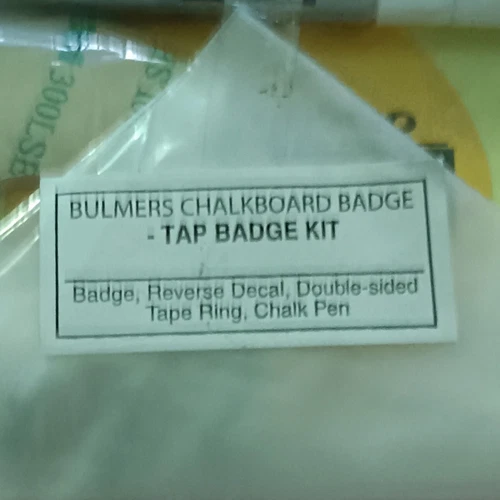 300LSE
BULMERS CHALKBOARD BADGE
- TAP BADGE KIT
Badge, Reverse Decal, Double-sided
Tape Ring, Chalk Pen